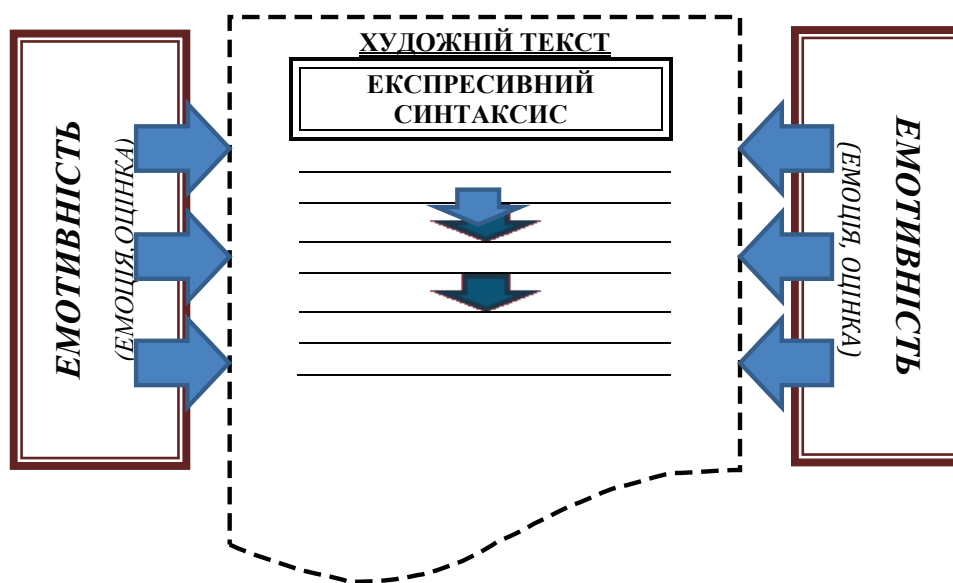 ХУДОЖНІЙ ТЕКСТ
ЕКСПРЕСИВНИЙ
СИНТАКСИС
ЕМОТИВНІСТЬ
(ЕМОЦІЯ,ОЦІНКА)
ЕМОТИВНІСТЬ
(ЕМОЦІЯ, ОЦІНКА)